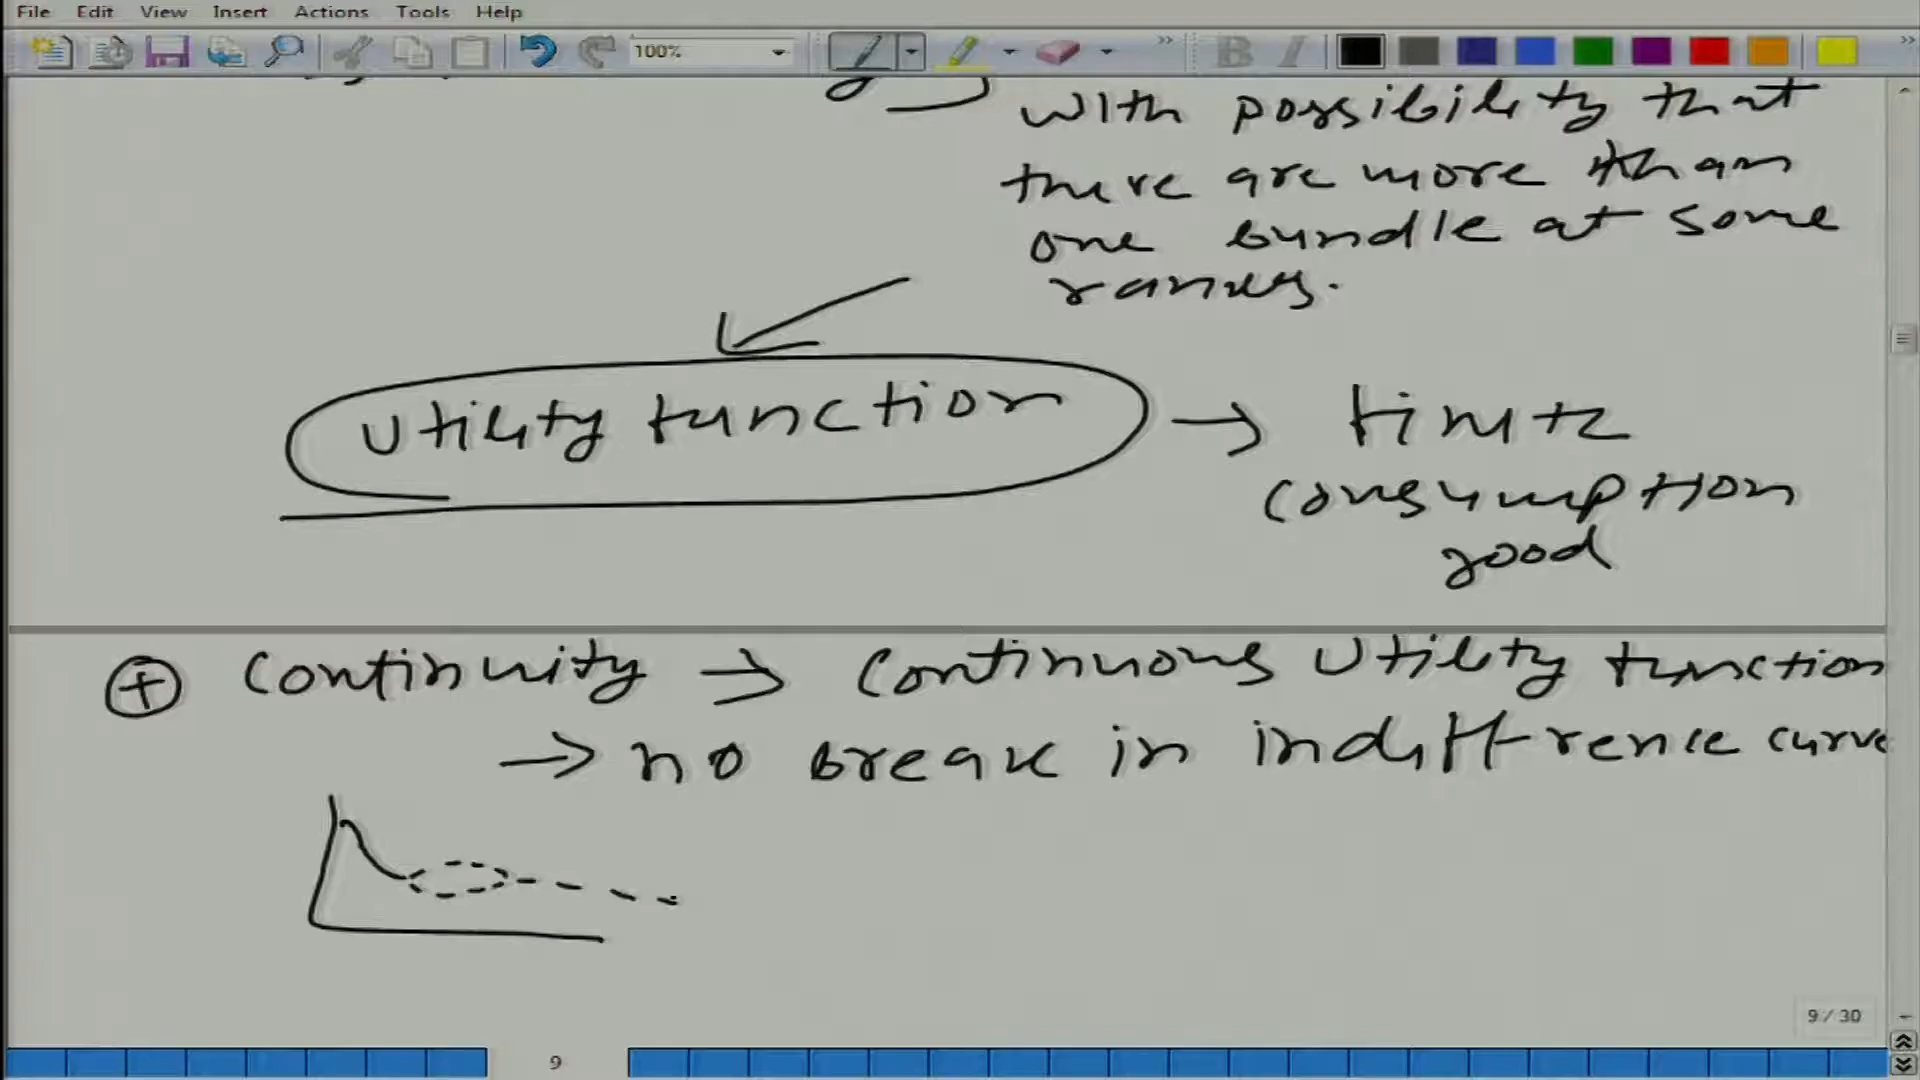 File Edit View Insert Actions Tools Help
100%
with possibility that
there are more than
one bundle at some
ranks.
Utility function → finite
consumption
good
+ Continuity → Continuous Utility function
→ no break in indiffrence curve
9 / 30
9